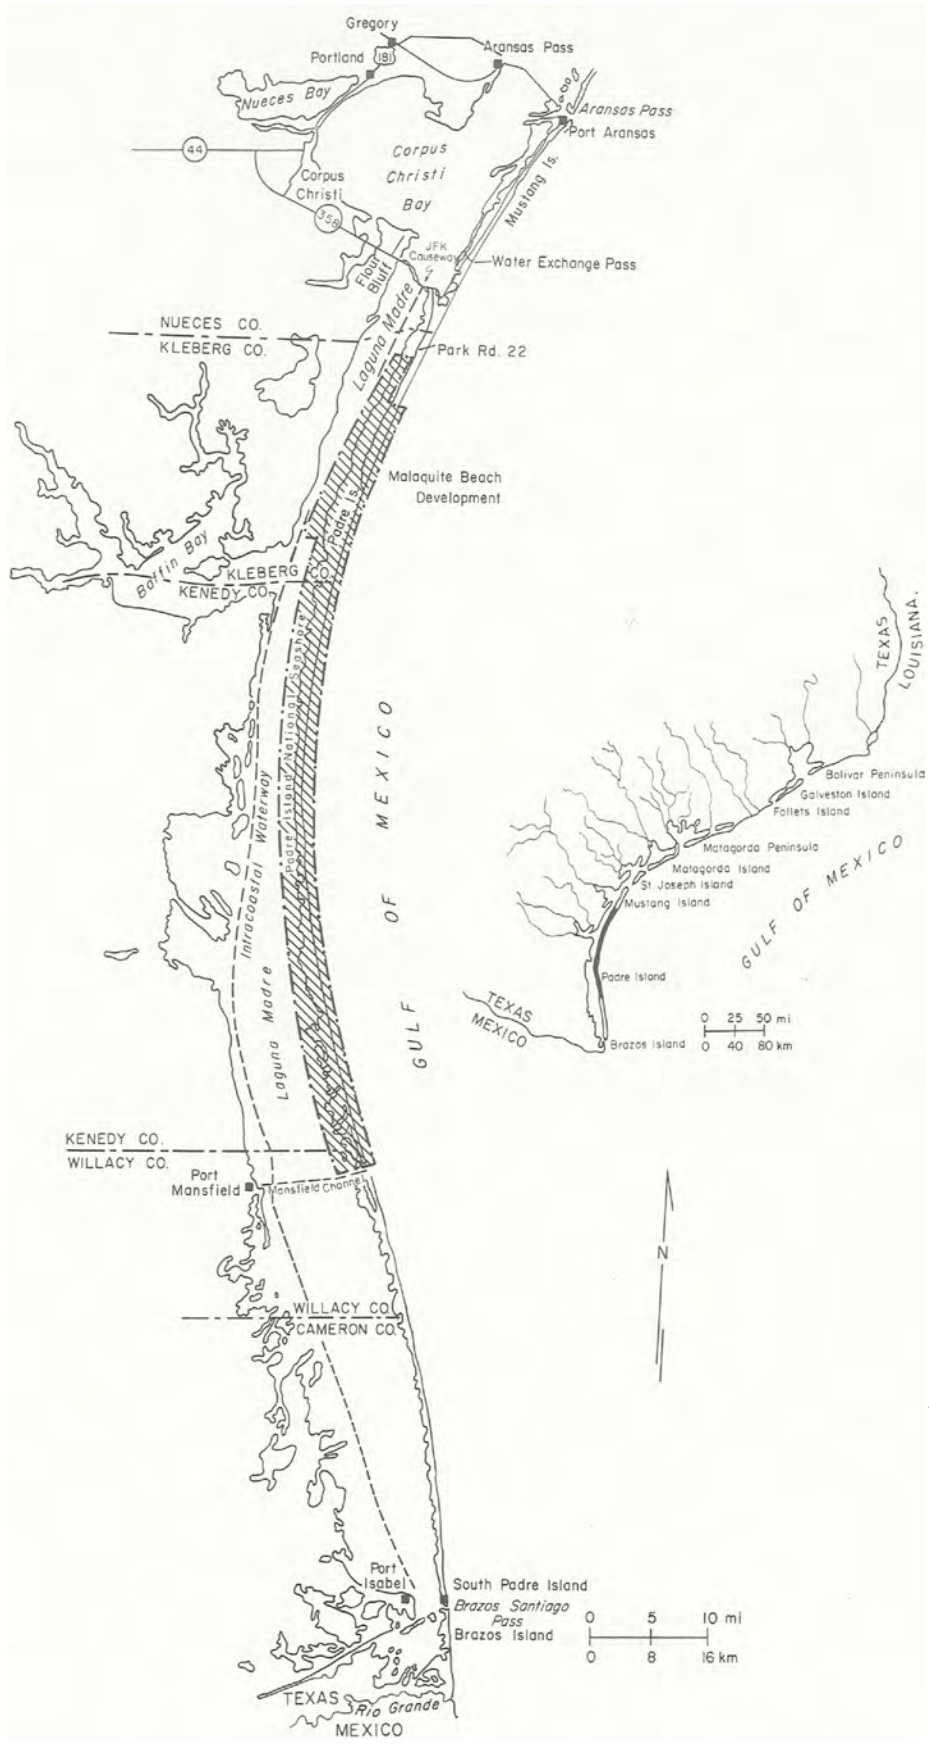 Gregory
Portland
181
Aransas Pass
Nueces Bay
Aransas Pass
Port Aransas
44
Corpus
Christi
Bay
Corpus
Christi
Mustang Is.
358
JFK
Causeway
Water Exchange Pass
Flour
Bluff
Laguna Madre
NUECES CO.
KLEBERG CO.
Park Rd. 22
Malaquite Beach
Development
Padre Is.
Baffin Bay
KLEBERG CO.
KENEDY CO.
Padre Island National Seashore
Intracoastal Waterway
Laguna Madre
GULF OF MEXICO
TEXAS
LOUISIANA.
Bolivar Peninsula
Galveston Island
Follets Island
Matagorda Peninsula
Matagorda Island
St Joseph Island
Mustang Island
GULF OF MEXICO
Padre Island
TEXAS
MEXICO
Brazos Island
0 25 50 mi
0 40 80 km
KENEDY CO.
WILLACY CO.
Port
Mansfield
Mansfield Channel
N
WILLACY CO.
CAMERON CO.
Port
Isabel
South Padre Island
Brazos Santiago
Pass
Brazos Island
0 5 10 mi
0 8 16 km
TEXAS
Rio Grande
MEXICO